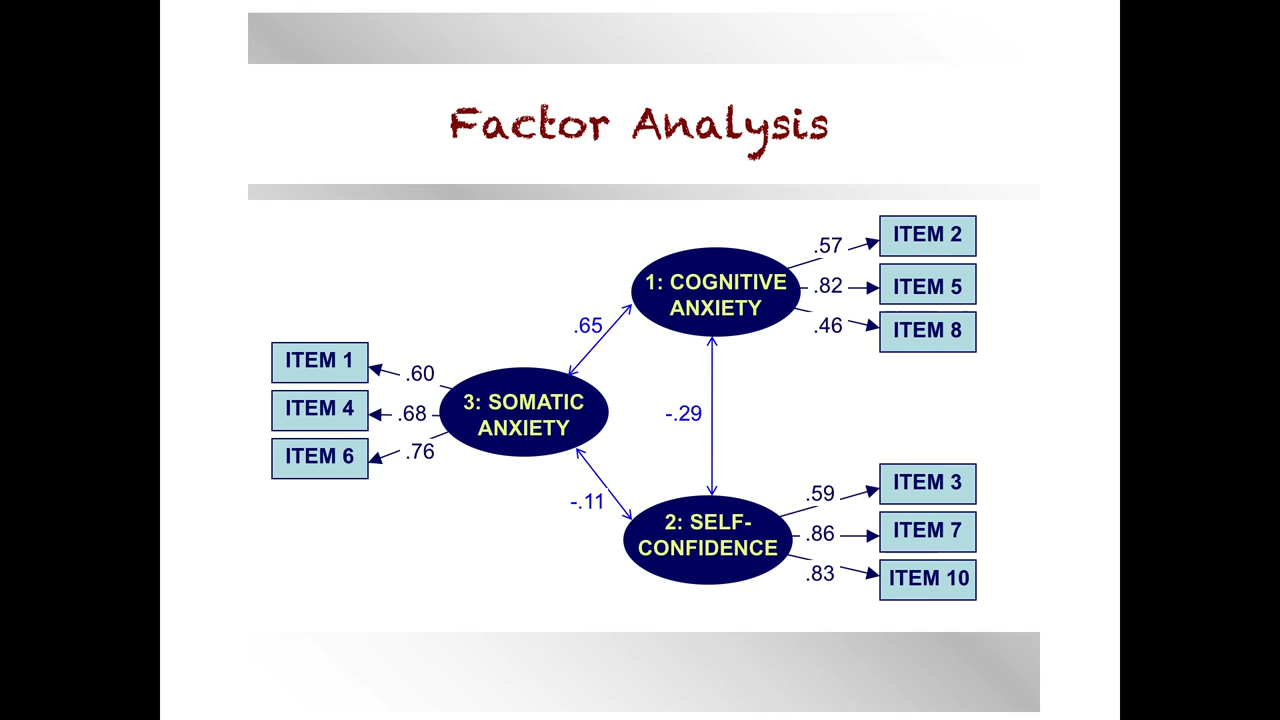 Factor Analysis
1: COGNITIVE
ANXIETY
.57
ITEM 2
.82
ITEM 5
.46
ITEM 8
.65
ITEM 1
.60
ITEM 4
.68
ITEM 6
.76
3: SOMATIC
ANXIETY
-.29
-.11
2: SELF-
CONFIDENCE
.59
ITEM 3
.86
ITEM 7
.83
ITEM 10